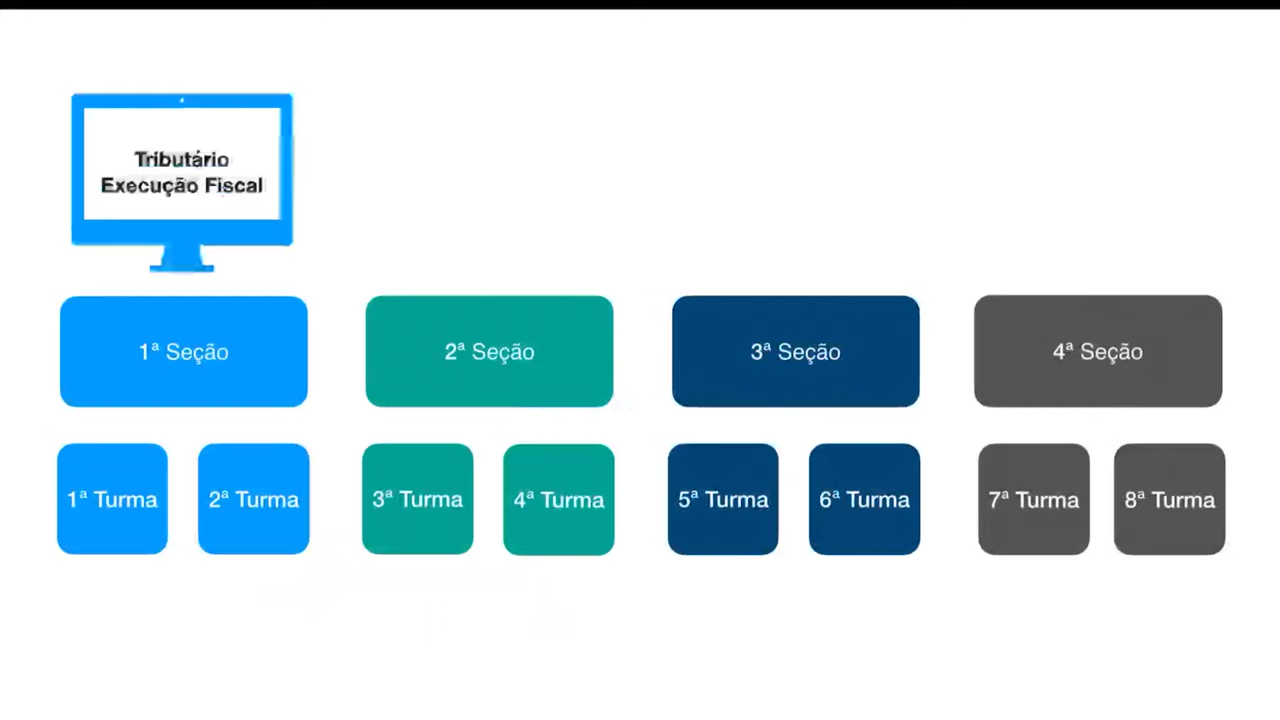 Tributário
Execução Fiscal
1ª Seção
2ª Seção
3ª Seção
4ª Seção
1ª Turma
2ª Turma
3ª Turma
4ª Turma
5ª Turma
6ª Turma
7ª Turma
8ª Turma